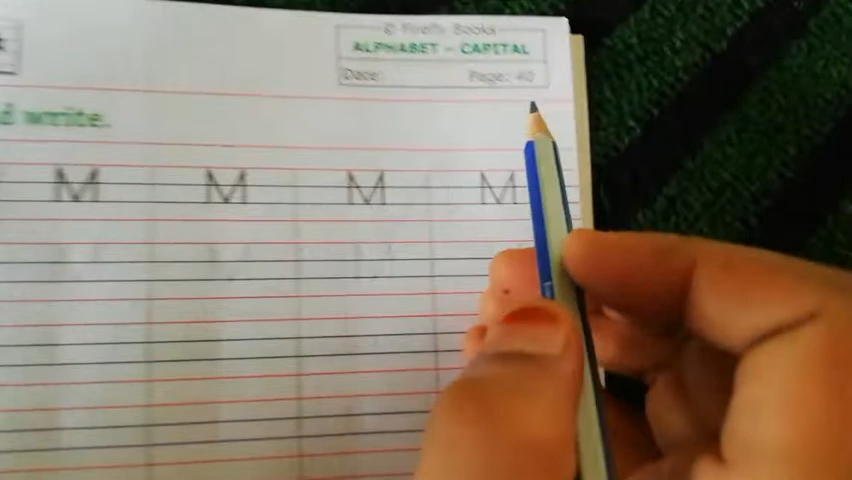 © Firefly Books
ALPHABET - CAPITAL
Date: Page: 40
write.
M M M M